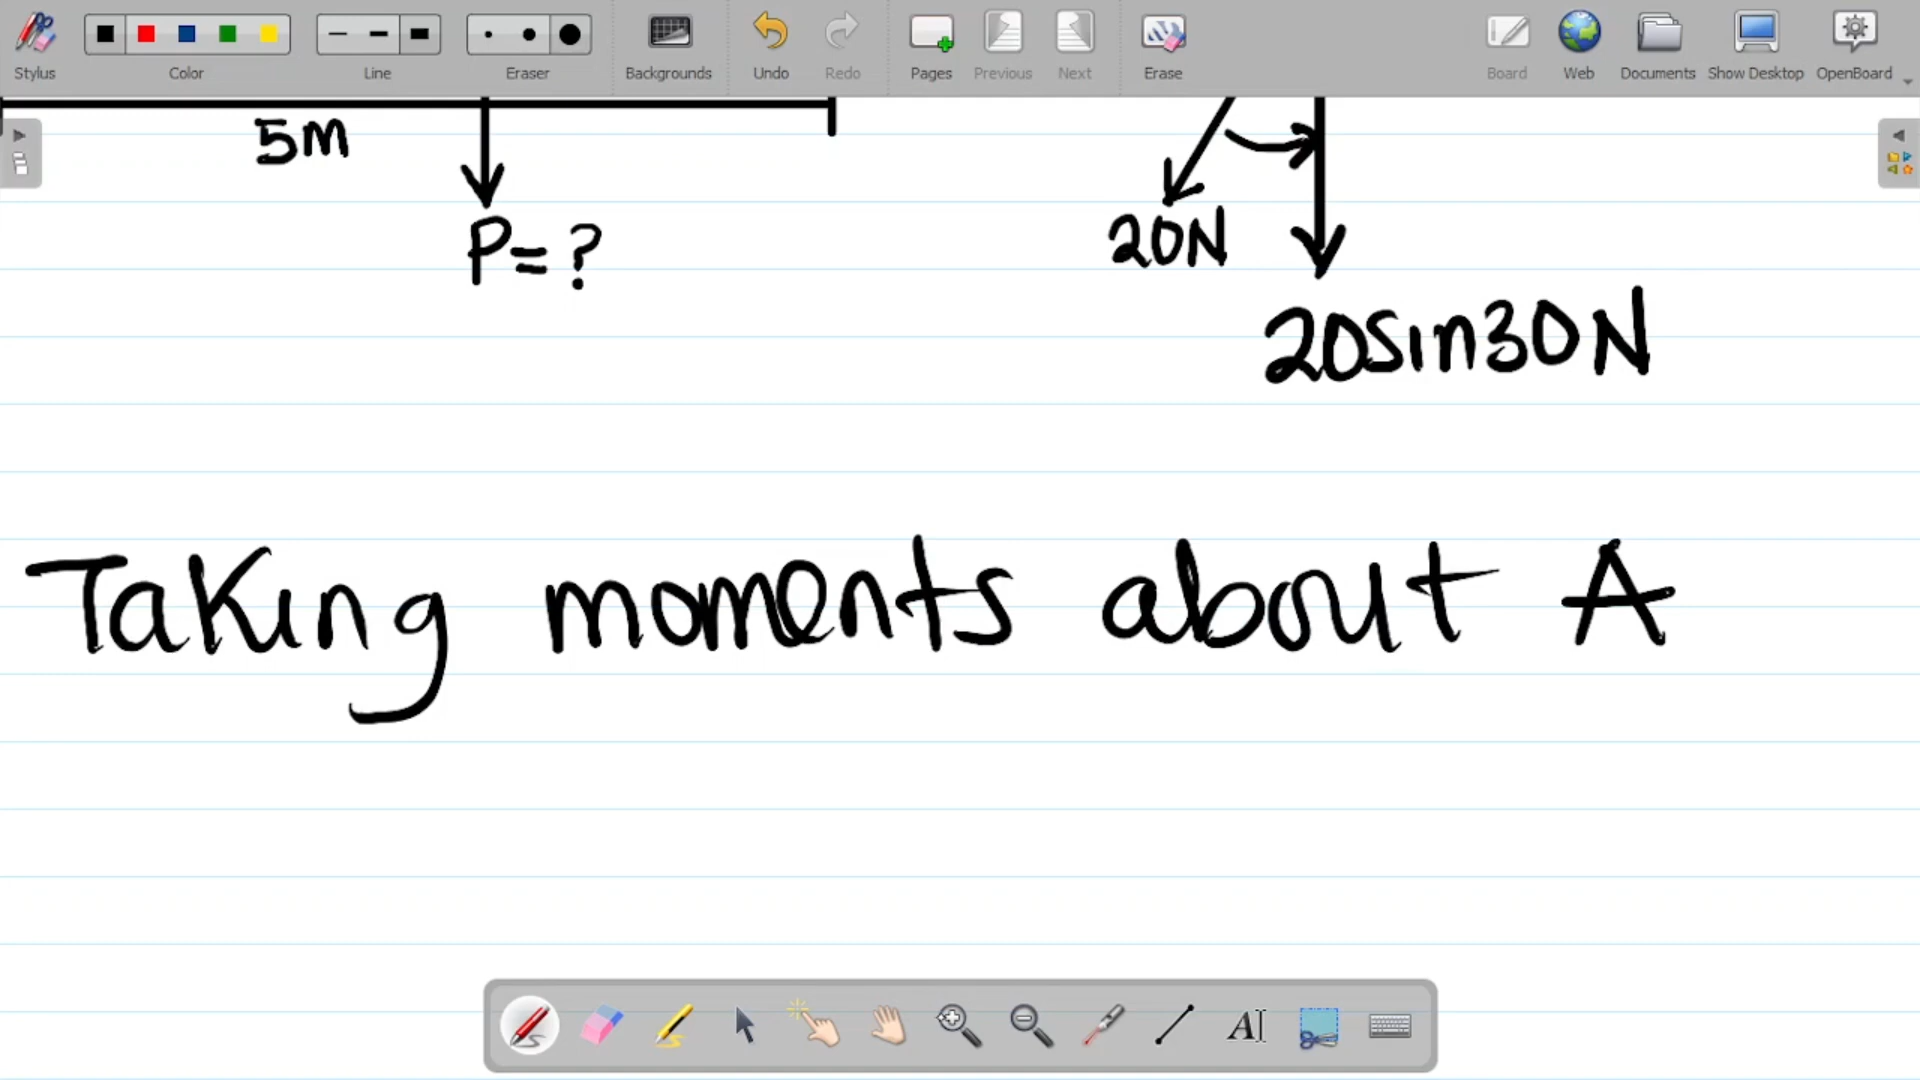 Stylus Color Line Eraser Backgrounds Undo Redo Pages Previous Next Erase Board Web Documents Show Desktop OpenBoard
5m
P=?
20N
20sin30N
Taking moments about A
AI